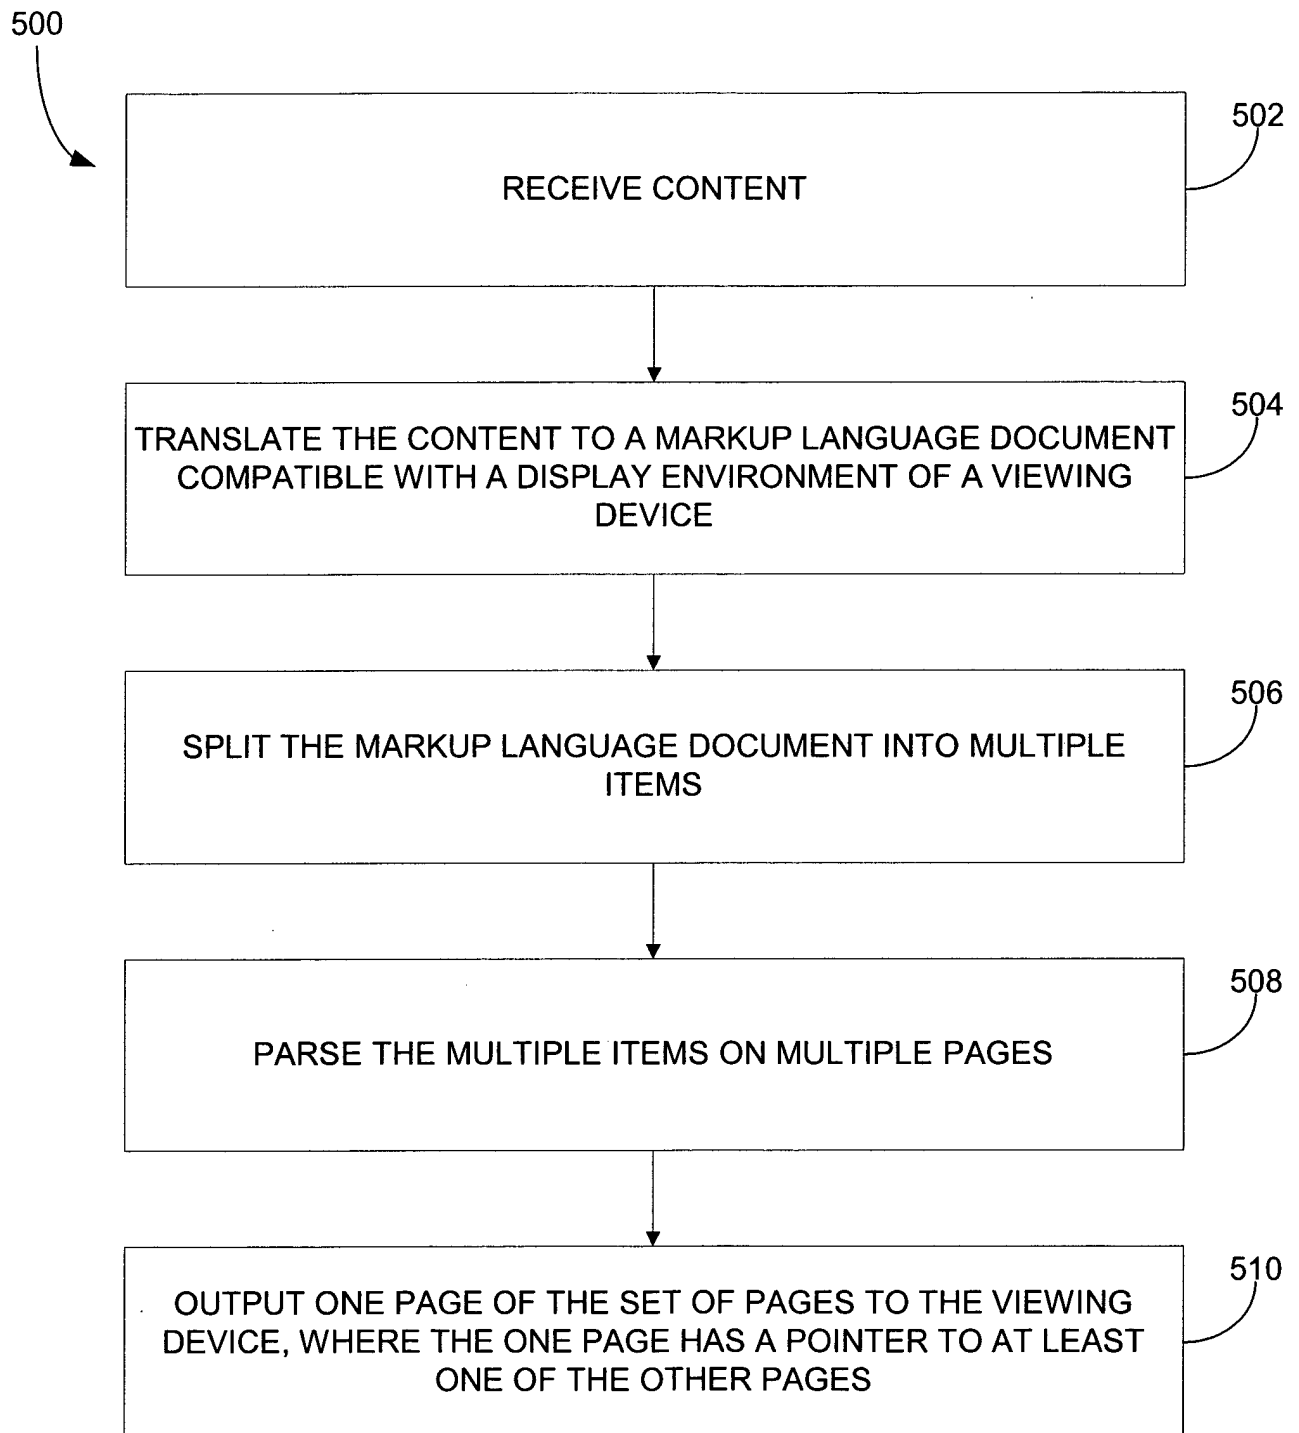 500
502
RECEIVE CONTENT
504
TRANSLATE THE CONTENT TO A MARKUP LANGUAGE DOCUMENT
COMPATIBLE WITH A DISPLAY ENVIRONMENT OF A VIEWING
DEVICE
506
SPLIT THE MARKUP LANGUAGE DOCUMENT INTO MULTIPLE
ITEMS
508
PARSE THE MULTIPLE ITEMS ON MULTIPLE PAGES
510
OUTPUT ONE PAGE OF THE SET OF PAGES TO THE VIEWING
DEVICE, WHERE THE ONE PAGE HAS A POINTER TO AT LEAST
ONE OF THE OTHER PAGES